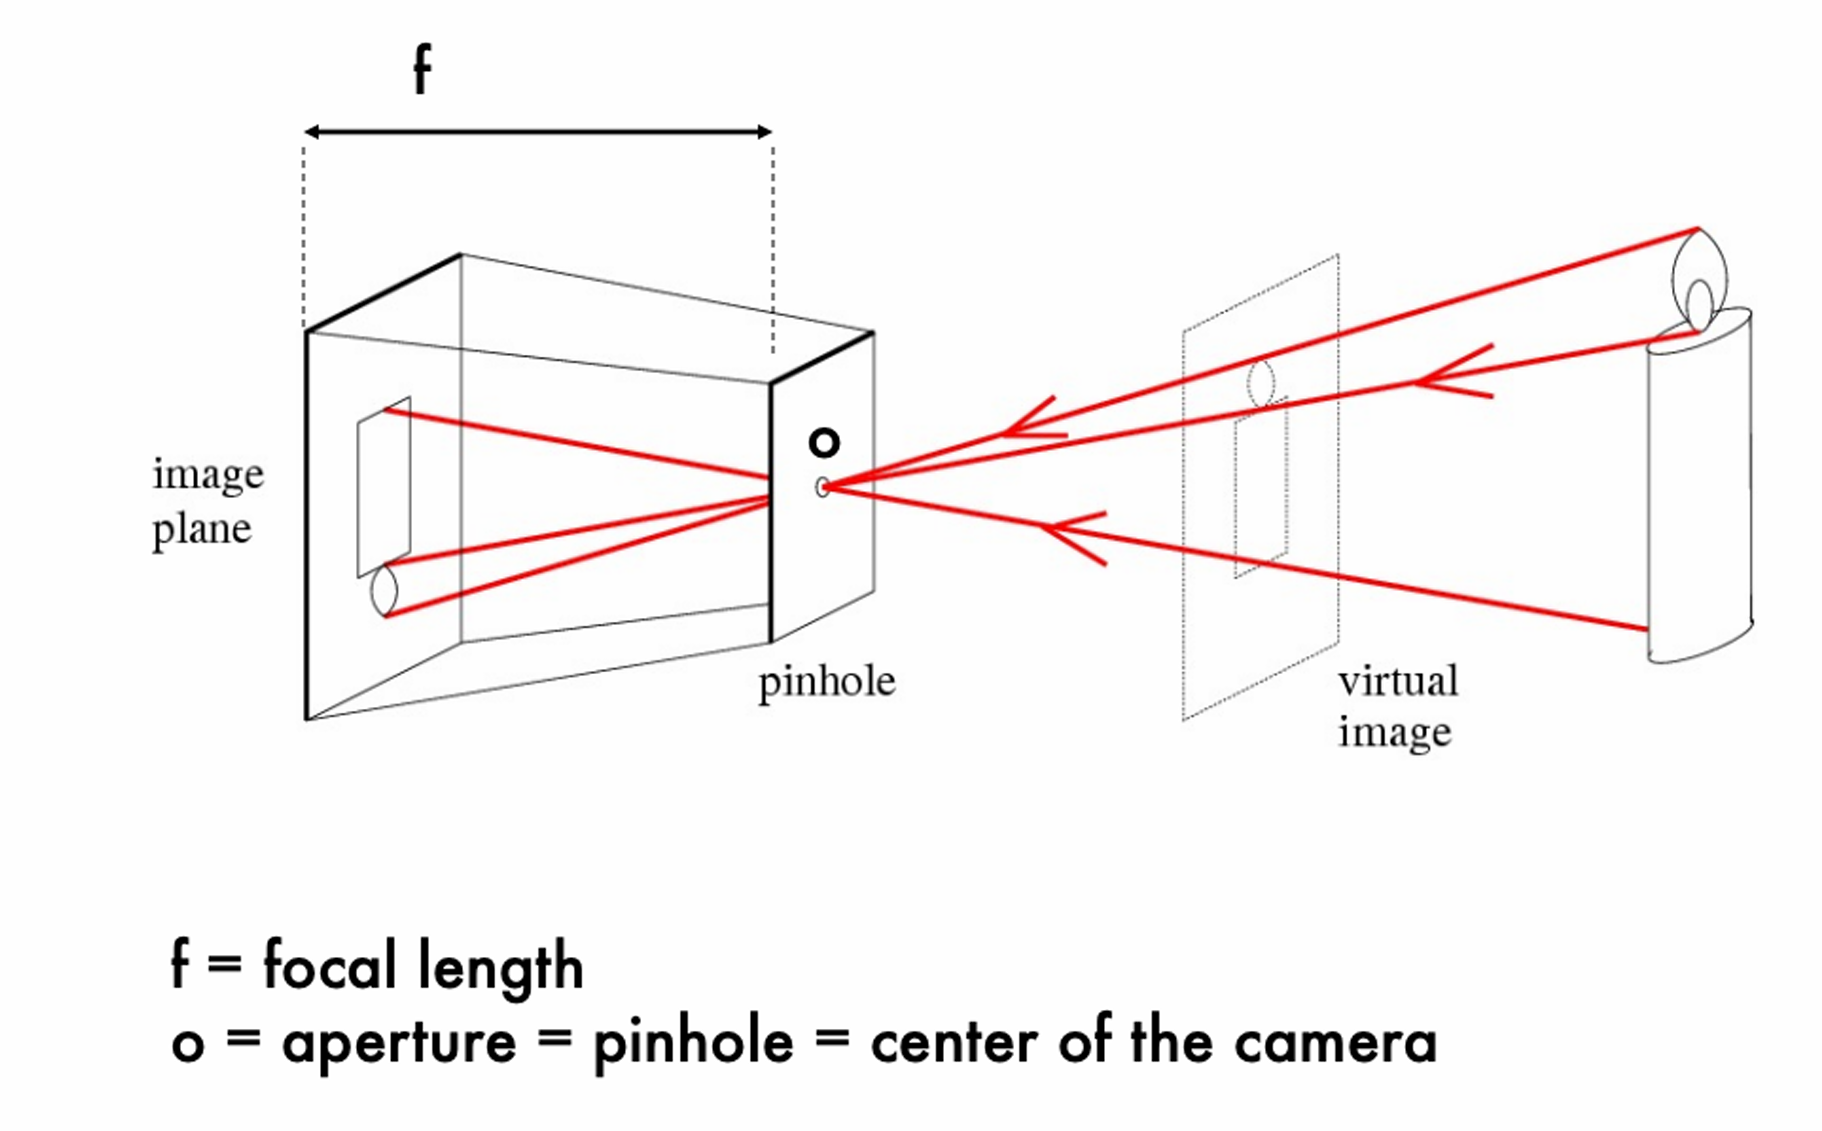 f
o
image
plane
pinhole
virtual
image
f = focal length
o = aperture = pinhole = center of the camera